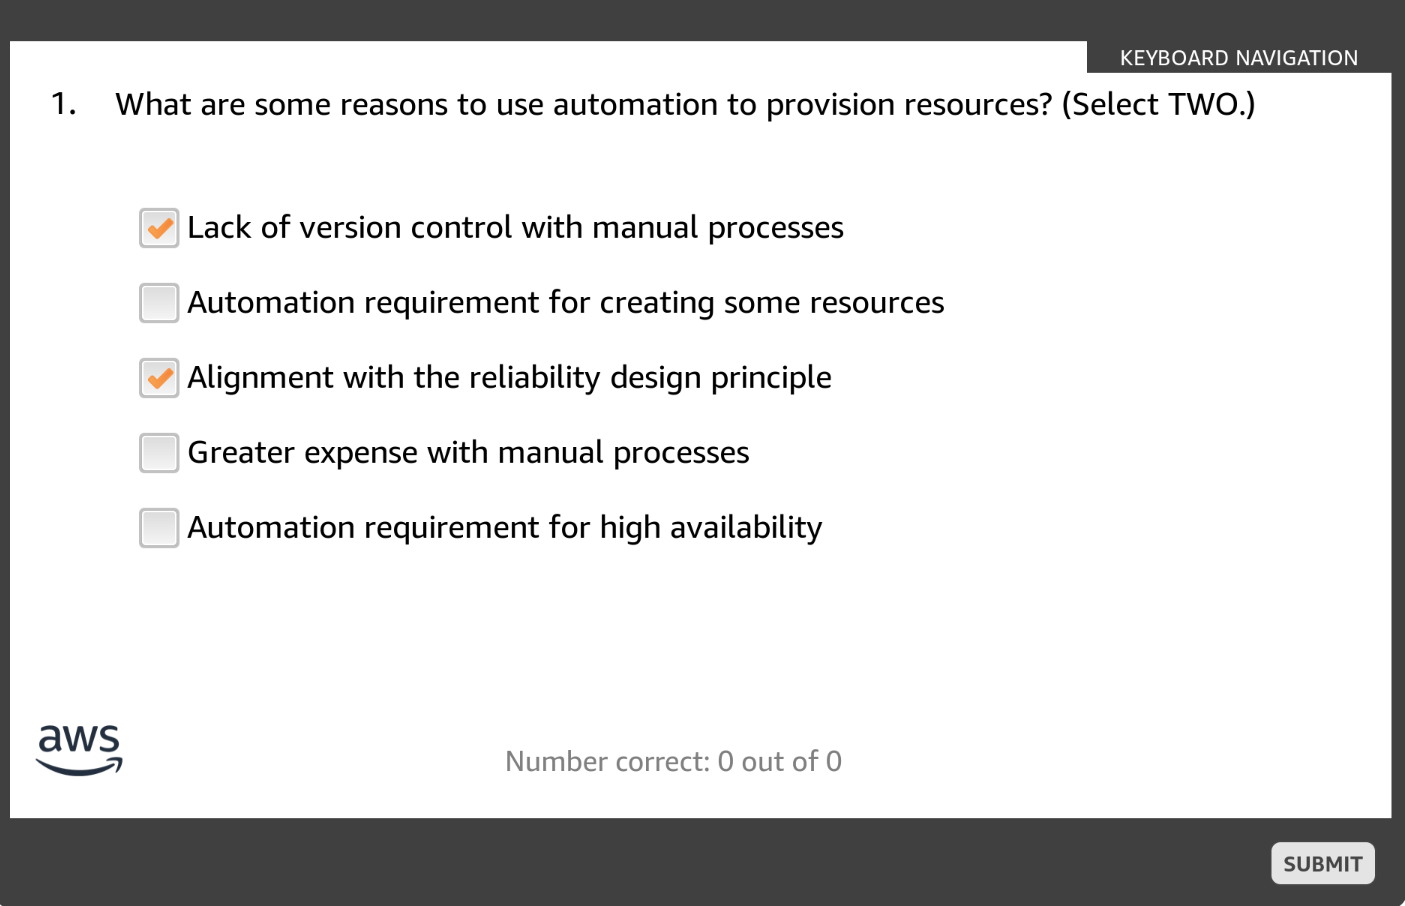 KEYBOARD NAVIGATION
1. What are some reasons to use automation to provision resources? (Select TWO.)
Lack of version control with manual processes
Automation requirement for creating some resources
Alignment with the reliability design principle
Greater expense with manual processes
Automation requirement for high availability
aws
Number correct: 0 out of 0
SUBMIT